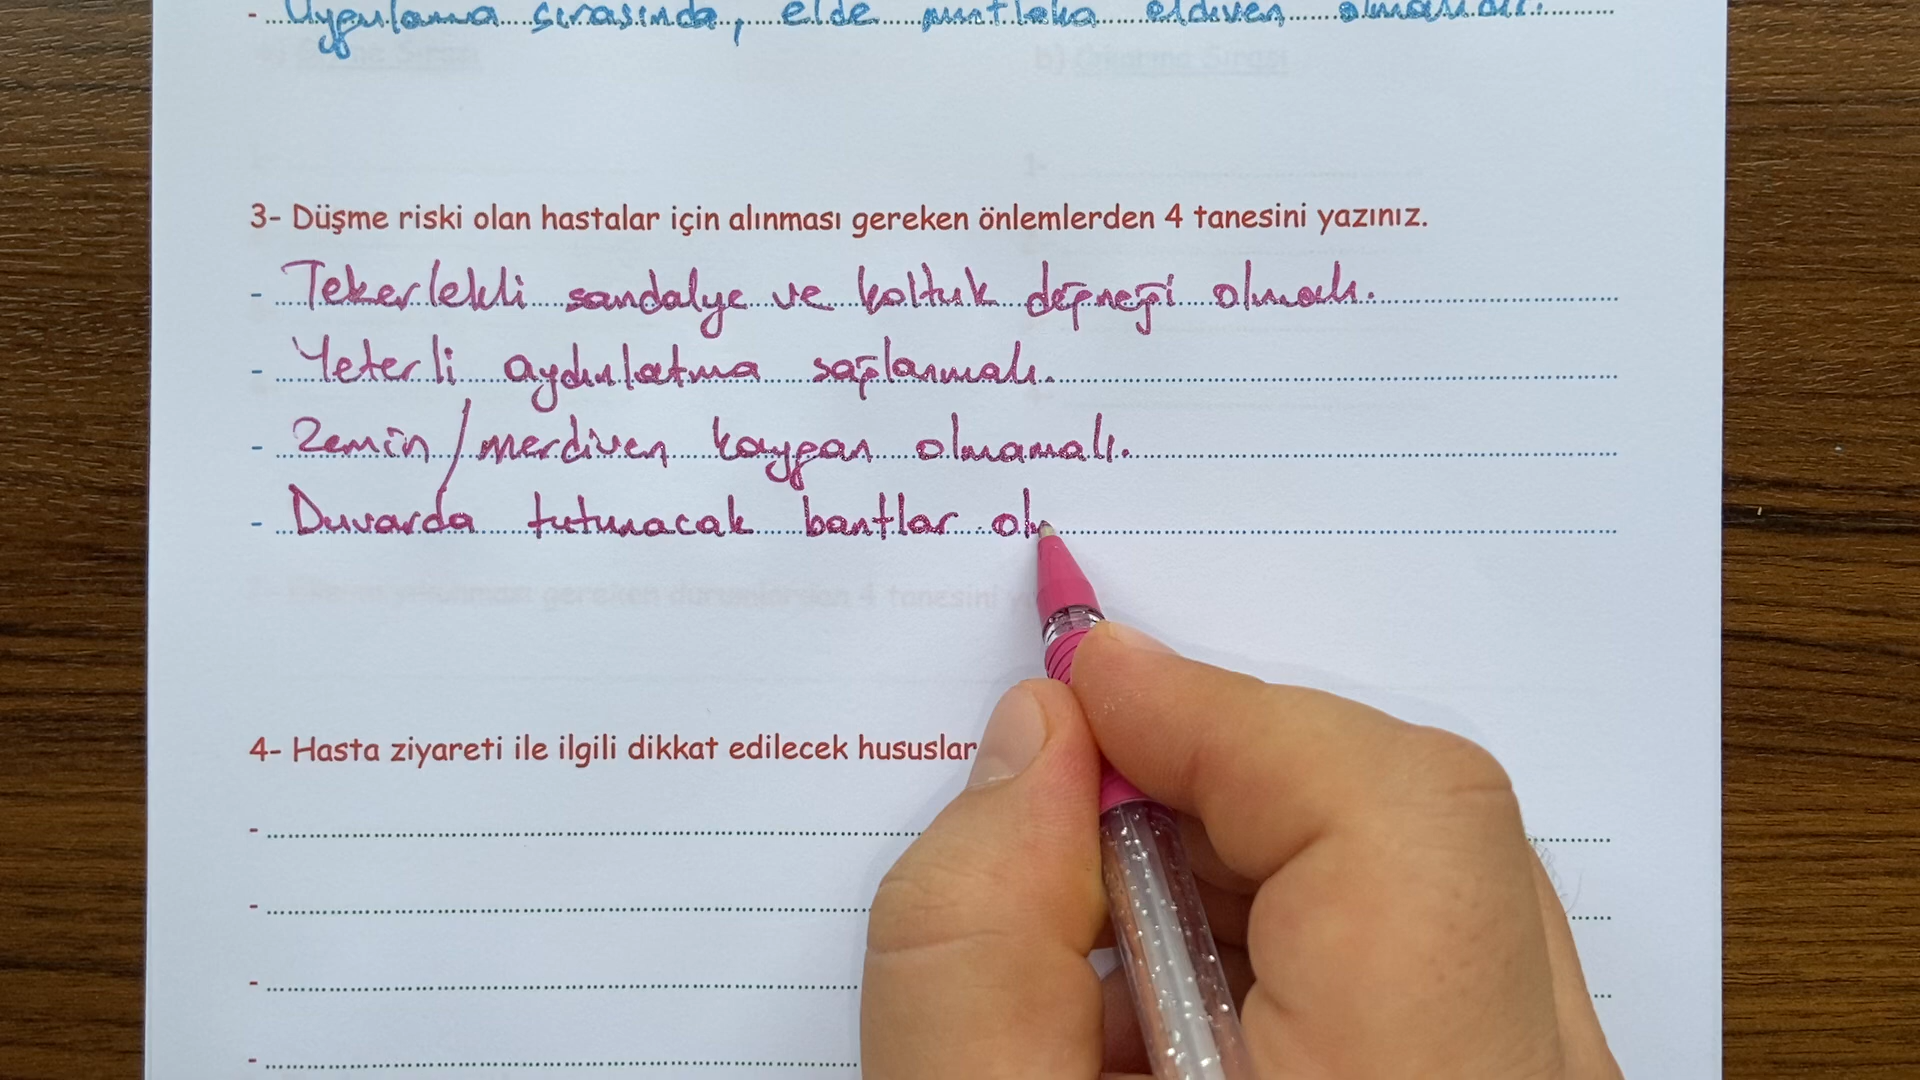 - Uygulama sırasında, elde mutlaka eldiven olmalıdır.
3- Düşme riski olan hastalar için alınması gereken önlemlerden 4 tanesini yazınız.
- Tekerlekli sandalye ve koltuk değneği olmalı.
- Yeterli aydınlatma sağlanmalı.
- Zemin/merdiven kaygan olmamalı.
- Duvarda tutunacak bantlar ol
4- Hasta ziyareti ile ilgili dikkat edilecek hususlar
-
-
-
-